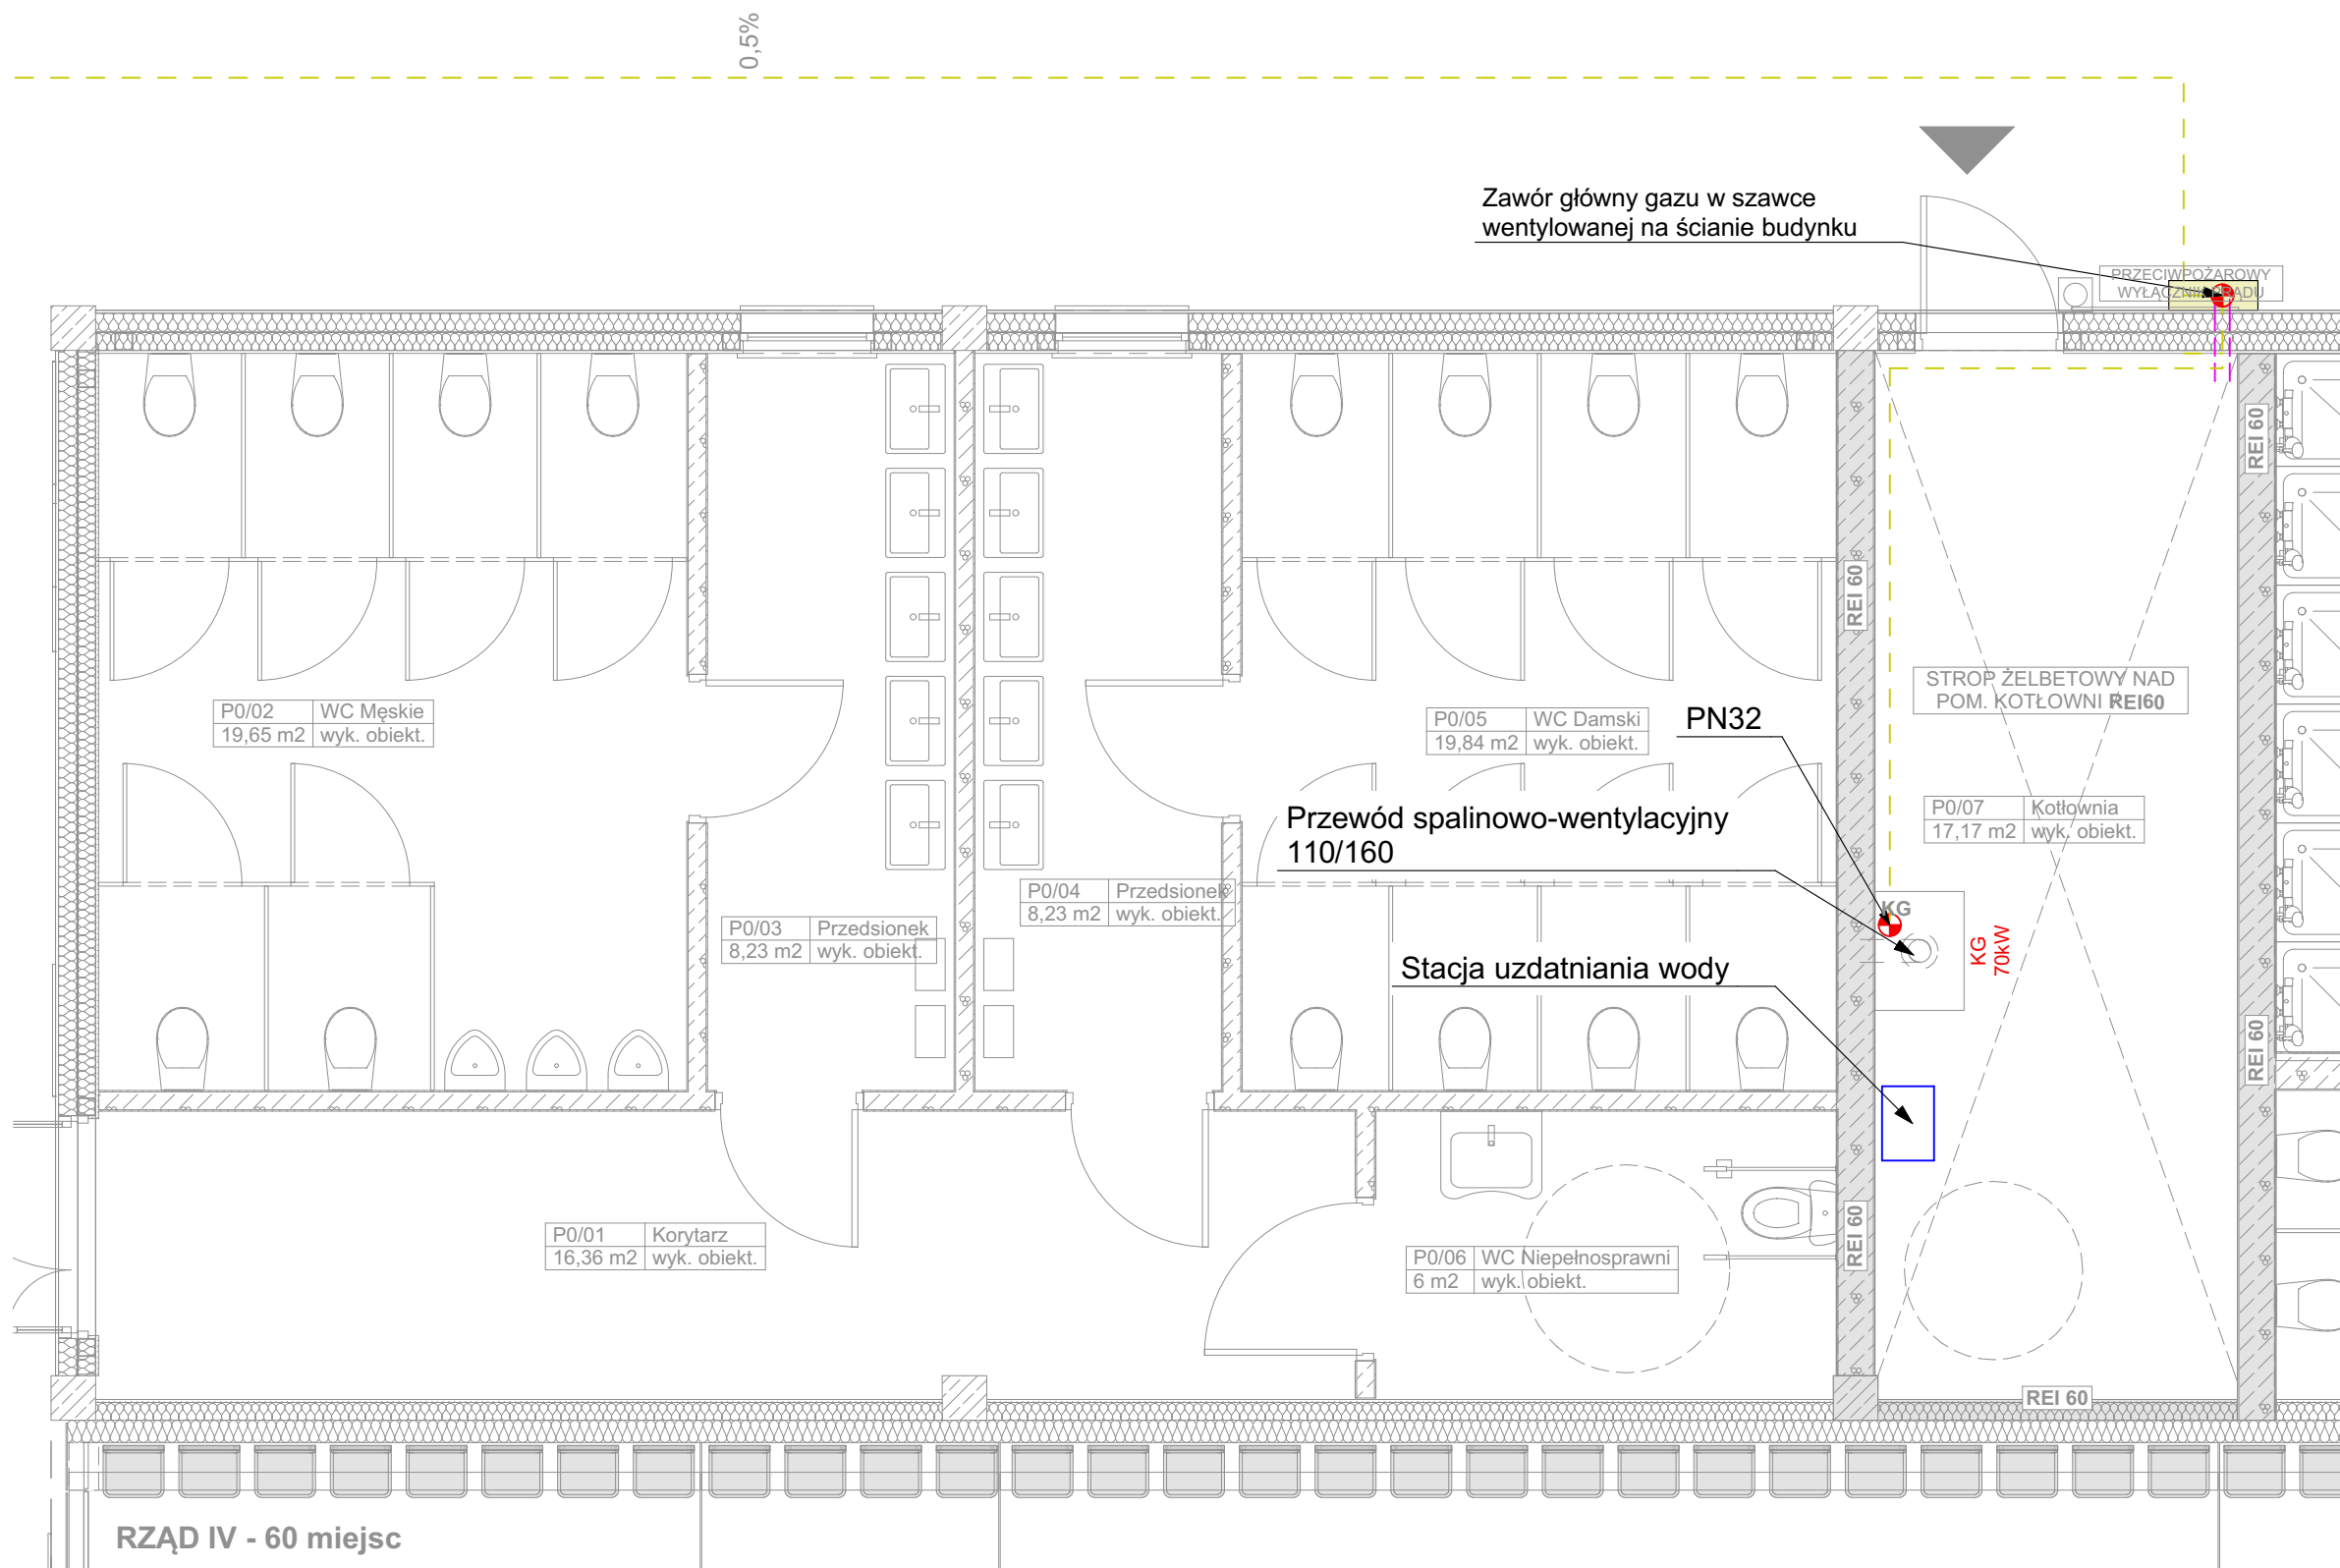 0,5%
Zawór główny gazu w szawce
wentylowanej na ścianie budynku
PRZECIWPOŻAROWY
WYŁĄCZNIK PRĄDU
REI 60
REI 60
STROP ŻELBETOWY NAD
POM. KOTŁOWNI REI60
P0/02 WC Męskie
19,65 m2 wyk. obiekt.
P0/05 WC Damski
19,84 m2 wyk. obiekt.
PN32
Przewód spalinowo-wentylacyjny
110/160
P0/07 Kotłownia
17,17 m2 wyk. obiekt.
P0/04 Przedsionek
8,23 m2 wyk. obiekt.
P0/03 Przedsionek
8,23 m2 wyk. obiekt.
KG
KG
70kW
Stacja uzdatniania wody
REI 60
P0/01 Korytarz
16,36 m2 wyk. obiekt.
P0/06 WC Niepełnosprawni
6 m2 wyk. obiekt.
REI 60
REI 60
RZĄD IV - 60 miejsc